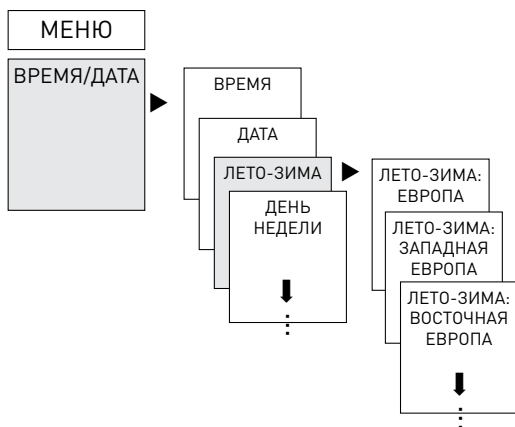 МЕНЮ
ВРЕМЯ/ДАТА
ВРЕМЯ
ДАТА
ЛЕТО-ЗИМА
ДЕНЬ
НЕДЕЛИ
ЛЕТО-ЗИМА:
ЕВРОПА
ЛЕТО-ЗИМА:
ЗАПАДНАЯ
ЕВРОПА
ЛЕТО-ЗИМА:
ВОСТОЧНАЯ
ЕВРОПА